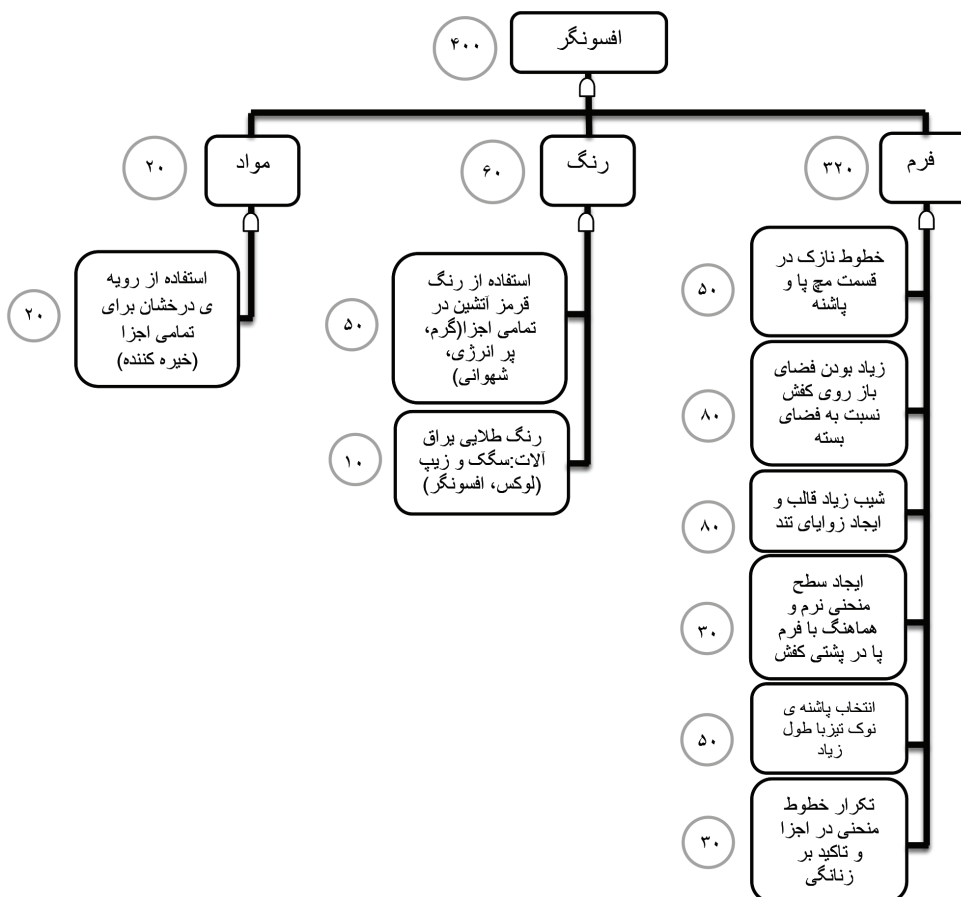 افسونگر
۴۰۰
فرم
۳۲۰
رنگ
۶۰
مواد
۲۰
خطوط نازک در
قسمت مچ پا و
پاشنه
۵۰
زیاد بودن فضای
باز روی کفش
نسبت به فضای
بسته
۸۰
شیب زیاد قالب و
ایجاد زوایای تند
۸۰
ایجاد سطح
منحنی نرم و
هماهنگ با فرم
پا در پشتی کفش
۳۰
انتخاب پاشنه ی
نوک تیزبا طول
زیاد
۵۰
تکرار خطوط
منحنی در اجزا
و تاکید بر
زنانگی
۳۰
استفاده از رنگ
قرمز آتشین در
تمامی اجزا(گرم،
پر انرژی،
شهوانی)
۵۰
رنگ طلایی یراق
آلات:سگک و زیپ
(لوکس، افسونگر)
۱۰
استفاده از رویه
ی درخشان برای
تمامی اجزا
(خیره کننده)
۲۰